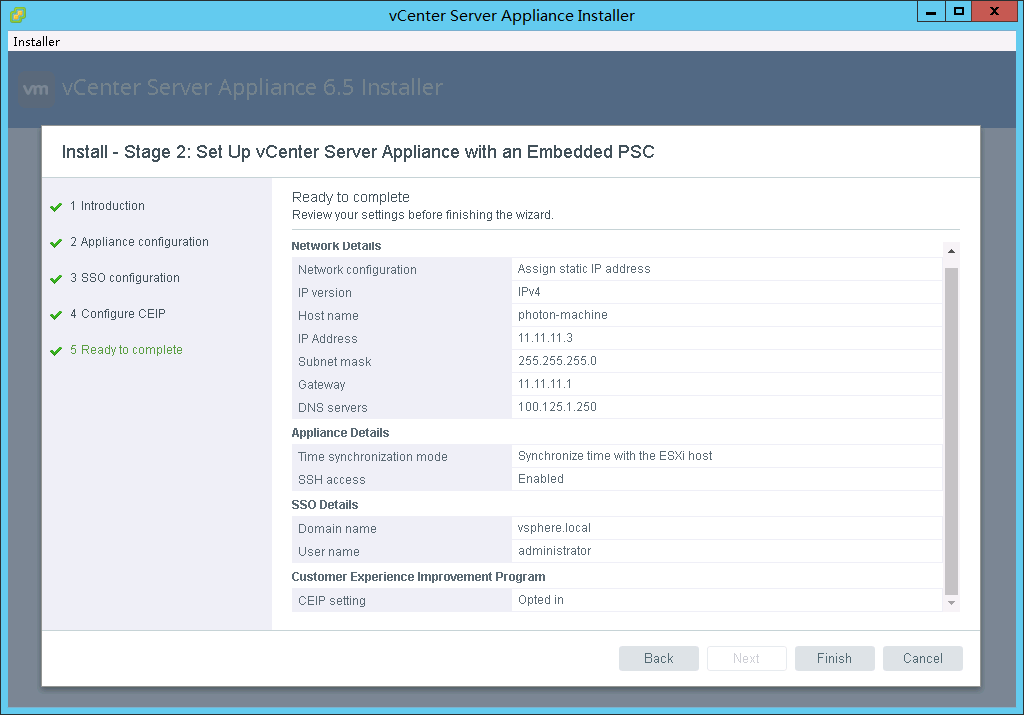 vCenter Server Appliance Installer
Installer
vm vCenter Server Appliance 6.5 Installer
Install - Stage 2: Set Up vCenter Server Appliance with an Embedded PSC
1 Introduction
2 Appliance configuration
3 SSO configuration
4 Configure CEIP
5 Ready to complete
Ready to complete
Review your settings before finishing the wizard.
Network Details
Network configuration Assign static IP address
IP version IPv4
Host name photon-machine
IP Address 11.11.11.3
Subnet mask 255.255.255.0
Gateway 11.11.11.1
DNS servers 100.125.1.250
Appliance Details
Time synchronization mode Synchronize time with the ESXi host
SSH access Enabled
SSO Details
Domain name vsphere.local
User name administrator
Customer Experience Improvement Program
CEIP setting Opted in
Back Next Finish Cancel